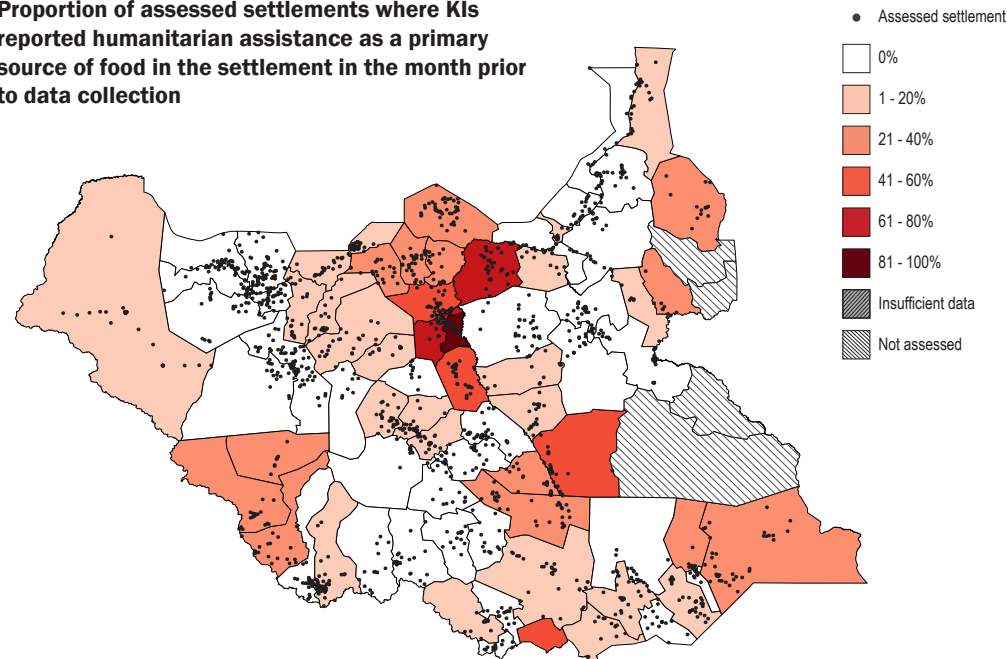 Proportion of assessed settlements where KIs
reported humanitarian assistance as a primary
source of food in the settlement in the month prior
to data collection
Assessed settlement
0%
1 - 20%
21 - 40%
41 - 60%
61 - 80%
81 - 100%
Insufficient data
Not assessed